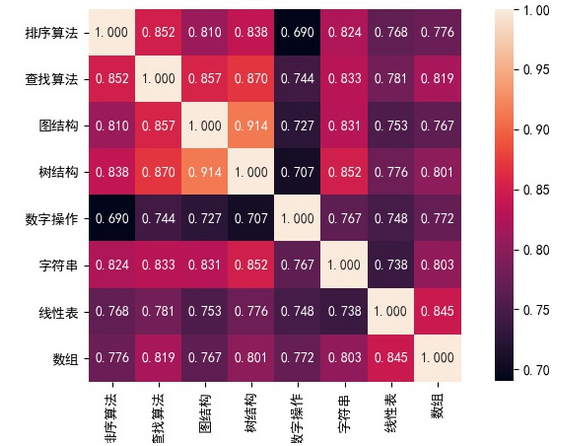 排序算法 1.000 0.852 0.810 0.838 0.690 0.824 0.768 0.776
查找算法 0.852 1.000 0.857 0.870 0.744 0.833 0.781 0.819
图结构 0.810 0.857 1.000 0.914 0.727 0.831 0.753 0.767
树结构 0.838 0.870 0.914 1.000 0.707 0.852 0.776 0.801
数字操作 0.690 0.744 0.727 0.707 1.000 0.767 0.748 0.772
字符串 0.824 0.833 0.831 0.852 0.767 1.000 0.738 0.803
线性表 0.768 0.781 0.753 0.776 0.748 0.738 1.000 0.845
数组 0.776 0.819 0.767 0.801 0.772 0.803 0.845 1.000
排序算法 查找算法 图结构 树结构 数字操作 字符串 线性表 数组
1.00
0.95
0.90
0.85
0.80
0.75
0.70